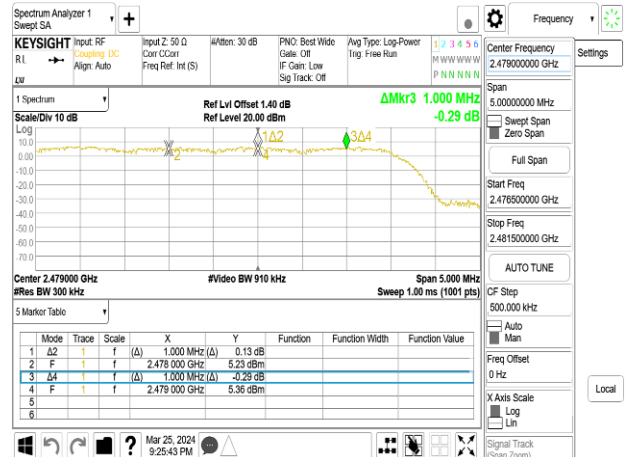 Spectrum Analyzer 1
Swept SA
Frequency
KEYSIGHT
Input: RF
Input Z: 50 Ω
#Atten: 30 dB
PNO: Best Wide
Avg Type: Log-Power
1 2 3 4 5 6
RL
Coupling: DC
Corr CCorr
Gate: Off
Trig: Free Run
M W W W W W
Align: Auto
Freq Ref: Int (S)
IF Gain: Low
P N N N N N
Sig Track: Off
1 Spectrum
Scale/Div 10 dB
Ref Lvl Offset 1.40 dB
Ref Level 20.00 dBm
ΔMkr3 1.000 MHz
-0.29 dB
Log
10.0
0.00
-10.0
-20.0
-30.0
-40.0
-50.0
-60.0
-70.0
2
1Δ2
4
3Δ4
Center 2.479000 GHz
#Video BW 910 kHz
Span 5.000 MHz
#Res BW 300 kHz
Sweep 1.00 ms (1001 pts)
5 Marker Table
Mode Trace Scale X Y Function Function Width Function Value
1 Δ2 1 f (Δ) 1.000 MHz (Δ) 0.13 dB
2 F 1 f 2.478 000 GHz 5.23 dBm
3 Δ4 1 f (Δ) 1.000 MHz (Δ) -0.29 dB
4 F 1 f 2.479 000 GHz 5.36 dBm
5
6
?
Mar 25, 2024
9:25:43 PM
Center Frequency
2.479000000 GHz
Settings
Span
5.00000000 MHz
Swept Span
Zero Span
Full Span
Start Freq
2.476500000 GHz
Stop Freq
2.481500000 GHz
AUTO TUNE
CF Step
500.000 kHz
Auto
Man
Freq Offset
0 Hz
X Axis Scale
Log
Lin
Signal Track
(Span Zoom)
Local